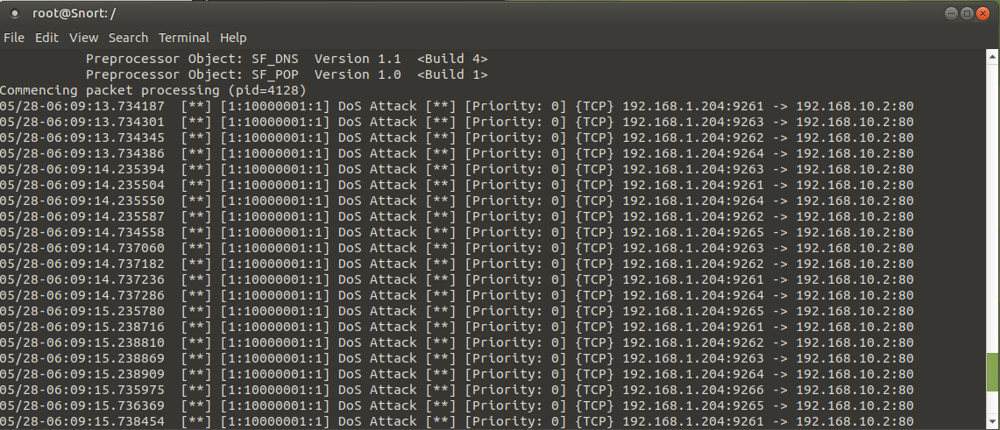 root@Snort: /
File Edit View Search Terminal Help
Preprocessor Object: SF_DNS Version 1.1 <Build 4>
Preprocessor Object: SF_POP Version 1.0 <Build 1>
Commencing packet processing (pid=4128)
05/28-06:09:13.734187 [**] [1:10000001:1] DoS Attack [**] [Priority: 0] {TCP} 192.168.1.204:9261 -> 192.168.10.2:80
05/28-06:09:13.734301 [**] [1:10000001:1] DoS Attack [**] [Priority: 0] {TCP} 192.168.1.204:9263 -> 192.168.10.2:80
05/28-06:09:13.734345 [**] [1:10000001:1] DoS Attack [**] [Priority: 0] {TCP} 192.168.1.204:9262 -> 192.168.10.2:80
05/28-06:09:13.734386 [**] [1:10000001:1] DoS Attack [**] [Priority: 0] {TCP} 192.168.1.204:9264 -> 192.168.10.2:80
05/28-06:09:14.235394 [**] [1:10000001:1] DoS Attack [**] [Priority: 0] {TCP} 192.168.1.204:9263 -> 192.168.10.2:80
05/28-06:09:14.235504 [**] [1:10000001:1] DoS Attack [**] [Priority: 0] {TCP} 192.168.1.204:9261 -> 192.168.10.2:80
05/28-06:09:14.235550 [**] [1:10000001:1] DoS Attack [**] [Priority: 0] {TCP} 192.168.1.204:9264 -> 192.168.10.2:80
05/28-06:09:14.235587 [**] [1:10000001:1] DoS Attack [**] [Priority: 0] {TCP} 192.168.1.204:9262 -> 192.168.10.2:80
05/28-06:09:14.734558 [**] [1:10000001:1] DoS Attack [**] [Priority: 0] {TCP} 192.168.1.204:9265 -> 192.168.10.2:80
05/28-06:09:14.737060 [**] [1:10000001:1] DoS Attack [**] [Priority: 0] {TCP} 192.168.1.204:9263 -> 192.168.10.2:80
05/28-06:09:14.737182 [**] [1:10000001:1] DoS Attack [**] [Priority: 0] {TCP} 192.168.1.204:9262 -> 192.168.10.2:80
05/28-06:09:14.737236 [**] [1:10000001:1] DoS Attack [**] [Priority: 0] {TCP} 192.168.1.204:9261 -> 192.168.10.2:80
05/28-06:09:14.737286 [**] [1:10000001:1] DoS Attack [**] [Priority: 0] {TCP} 192.168.1.204:9264 -> 192.168.10.2:80
05/28-06:09:15.235780 [**] [1:10000001:1] DoS Attack [**] [Priority: 0] {TCP} 192.168.1.204:9265 -> 192.168.10.2:80
05/28-06:09:15.238716 [**] [1:10000001:1] DoS Attack [**] [Priority: 0] {TCP} 192.168.1.204:9261 -> 192.168.10.2:80
05/28-06:09:15.238810 [**] [1:10000001:1] DoS Attack [**] [Priority: 0] {TCP} 192.168.1.204:9262 -> 192.168.10.2:80
05/28-06:09:15.238869 [**] [1:10000001:1] DoS Attack [**] [Priority: 0] {TCP} 192.168.1.204:9263 -> 192.168.10.2:80
05/28-06:09:15.238909 [**] [1:10000001:1] DoS Attack [**] [Priority: 0] {TCP} 192.168.1.204:9264 -> 192.168.10.2:80
05/28-06:09:15.735975 [**] [1:10000001:1] DoS Attack [**] [Priority: 0] {TCP} 192.168.1.204:9266 -> 192.168.10.2:80
05/28-06:09:15.736369 [**] [1:10000001:1] DoS Attack [**] [Priority: 0] {TCP} 192.168.1.204:9265 -> 192.168.10.2:80
05/28-06:09:15.738454 [**] [1:10000001:1] DoS Attack [**] [Priority: 0] {TCP} 192.168.1.204:9261 -> 192.168.10.2:80